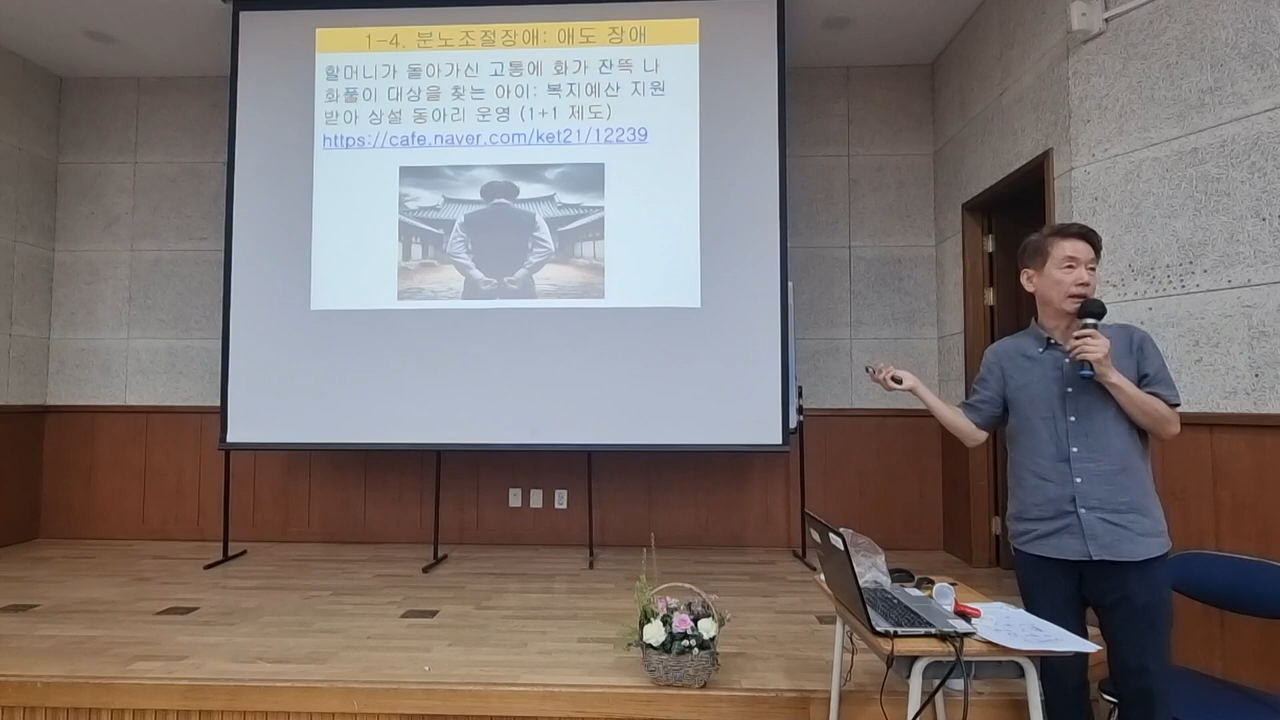 1-4. 분노조절장애: 애도 장애
할머니가 돌아가신 고통에 화가 잔뜩 나
화풀이 대상을 찾는 아이: 복지예산 지원
받아 상설 동아리 운영 (1+1 제도)
https://cafe.naver.com/ket21/12239